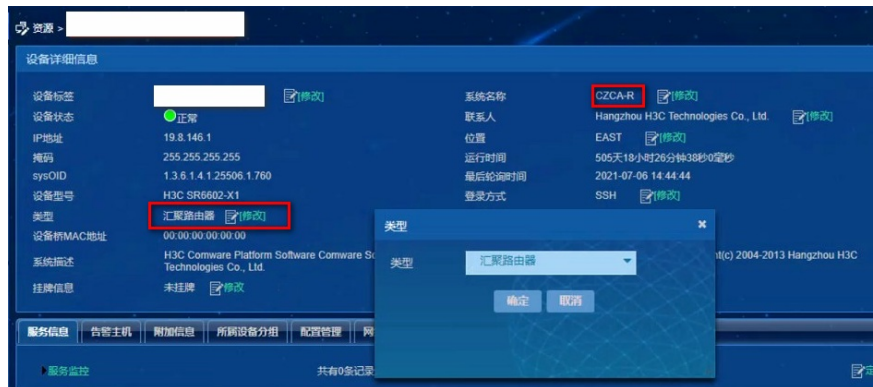 资源 >
设备详细信息
设备标签 [修改] 系统名称 CZCA-R [修改]
设备状态 正常 联系人 Hangzhou H3C Technologies Co., Ltd. [修改]
IP地址 19.8.146.1 位置 EAST [修改]
掩码 255.255.255.255 运行时间 505天18小时26分钟38秒0毫秒
sysOID 1.3.6.1.4.1.25506.1.760 最后轮询时间 2021-07-06 14:44:44
设备型号 H3C SR6602-X1 登录方式 SSH [修改]
类型 汇聚路由器 [修改]
设备桥MAC地址 00:00:00:00:00:00
系统描述 H3C Comware Platform Software Comware So
Technologies Co., Ltd.
ht(c) 2004-2013 Hangzhou H3C
挂牌信息 未挂牌 修改
类型 ×
类型 汇聚路由器
确定 取消
服务信息 告警主机 附加信息 所属设备分组 配置管理 网
服务监控 共有0条记录